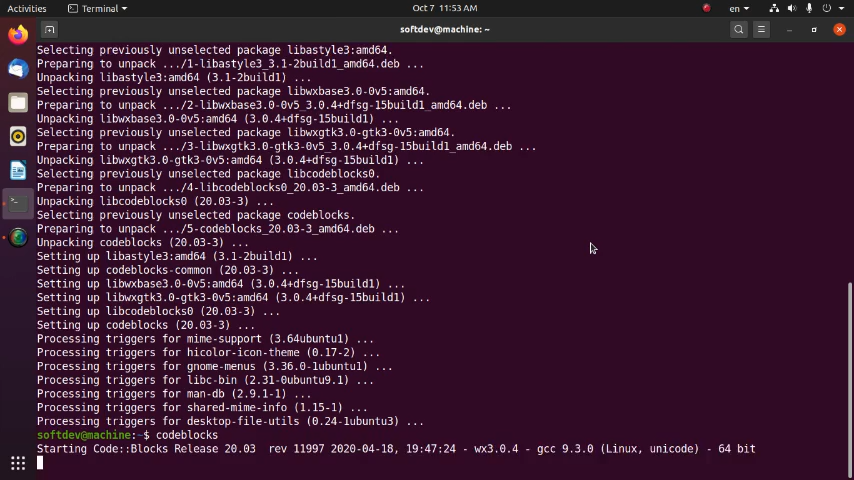 Activities
Terminal
Oct 7 11:53 AM
en
softdev@machine: ~
Selecting previously unselected package libastyle3:amd64.
Preparing to unpack .../1-libastyle3_3.1-2build1_amd64.deb ...
Unpacking libastyle3:amd64 (3.1-2build1) ...
Selecting previously unselected package libwxbase3.0-0v5:amd64.
Preparing to unpack .../2-libwxbase3.0-0v5_3.0.4+dfsg-15build1_amd64.deb ...
Unpacking libwxbase3.0-0v5:amd64 (3.0.4+dfsg-15build1) ...
Selecting previously unselected package libwxgtk3.0-gtk3-0v5:amd64.
Preparing to unpack .../3-libwxgtk3.0-gtk3-0v5_3.0.4+dfsg-15build1_amd64.deb ...
Unpacking libwxgtk3.0-gtk3-0v5:amd64 (3.0.4+dfsg-15build1) ...
Selecting previously unselected package libcodeblocks0.
Preparing to unpack .../4-libcodeblocks0_20.03-3_amd64.deb ...
Unpacking libcodeblocks0 (20.03-3) ...
Selecting previously unselected package codeblocks.
Preparing to unpack .../5-codeblocks_20.03-3_amd64.deb ...
Unpacking codeblocks (20.03-3) ...
Setting up libastyle3:amd64 (3.1-2build1) ...
Setting up codeblocks-common (20.03-3) ...
Setting up libwxbase3.0-0v5:amd64 (3.0.4+dfsg-15build1) ...
Setting up libwxgtk3.0-gtk3-0v5:amd64 (3.0.4+dfsg-15build1) ...
Setting up libcodeblocks0 (20.03-3) ...
Setting up codeblocks (20.03-3) ...
Processing triggers for mime-support (3.64ubuntu1) ...
Processing triggers for hicolor-icon-theme (0.17-2) ...
Processing triggers for gnome-menus (3.36.0-1ubuntu1) ...
Processing triggers for libc-bin (2.31-0ubuntu9.1) ...
Processing triggers for man-db (2.9.1-1) ...
Processing triggers for shared-mime-info (1.15-1) ...
Processing triggers for desktop-file-utils (0.24-1ubuntu3) ...
softdev@machine:~$ codeblocks
Starting Code::Blocks Release 20.03  rev 11997 2020-04-18, 19:47:24 - wx3.0.4 - gcc 9.3.0 (Linux, unicode) - 64 bit